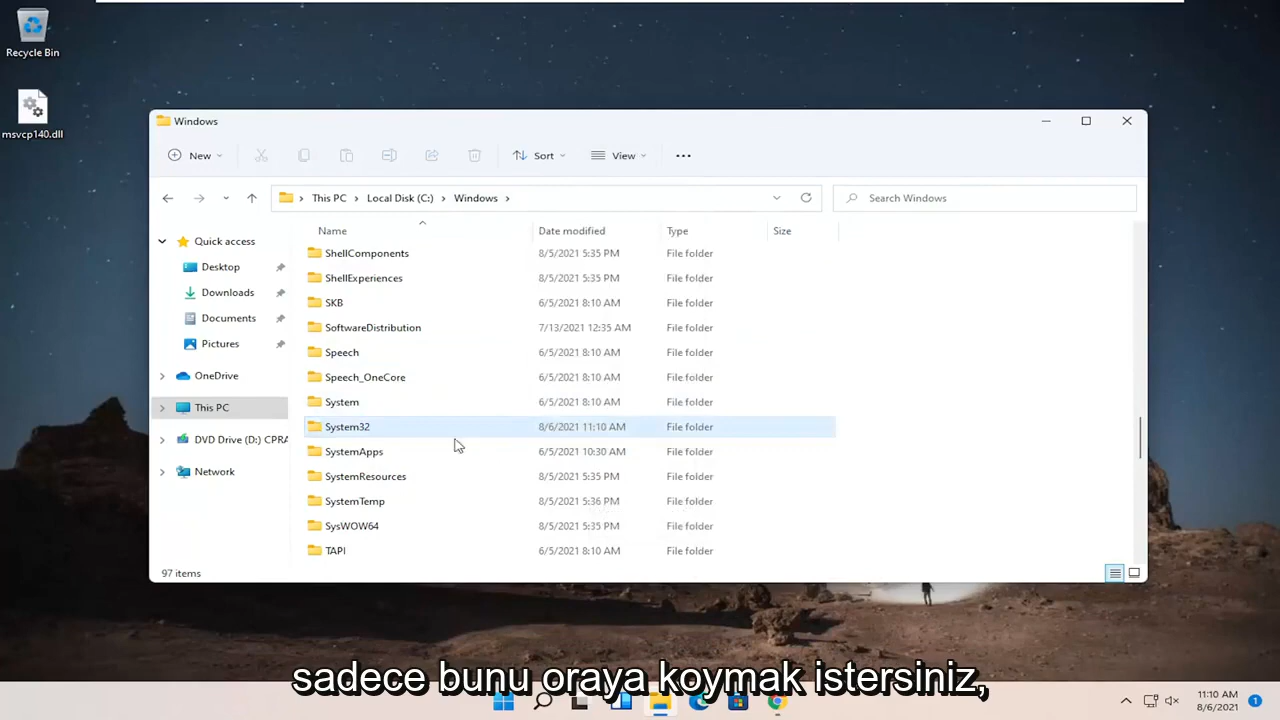 Recycle Bin
msvcp140.dll
Windows
New
Sort
View
This PC > Local Disk (C:) > Windows >
Search Windows
Name Date modified Type Size
Quick access
Desktop
Downloads
Documents
Pictures
OneDrive
This PC
DVD Drive (D:) CPRA
Network
ShellComponents 8/5/2021 5:35 PM File folder
ShellExperiences 8/5/2021 5:35 PM File folder
SKB 6/5/2021 8:10 AM File folder
SoftwareDistribution 7/13/2021 12:35 AM File folder
Speech 6/5/2021 8:10 AM File folder
Speech_OneCore 6/5/2021 8:10 AM File folder
System 6/5/2021 8:10 AM File folder
System32 8/6/2021 11:10 AM File folder
SystemApps 6/5/2021 10:30 AM File folder
SystemResources 8/5/2021 5:35 PM File folder
SystemTemp 8/5/2021 5:36 PM File folder
SysWOW64 8/5/2021 5:35 PM File folder
TAPI 6/5/2021 8:10 AM File folder
97 items
sadece bunu oraya koymak istersiniz,
11:10 AM
8/6/2021
1